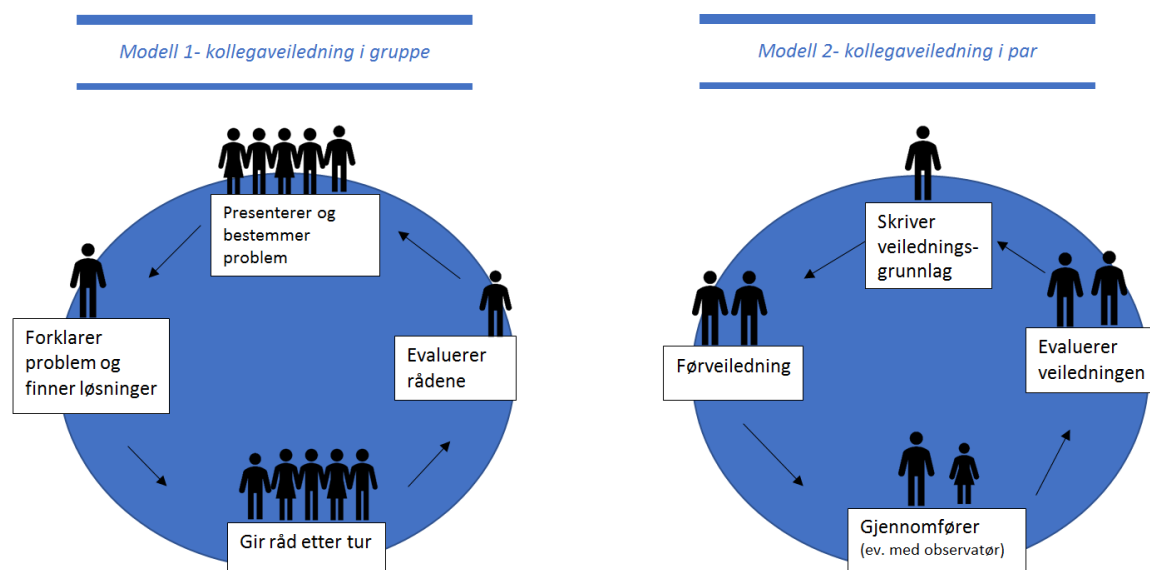 Modell 1- kollegaveiledning i gruppe
Presenterer og
bestemmer
problem
Forklarer
problem og
finner løsninger
Gir råd etter tur
Evaluerer
rådene
Modell 2- kollegaveiledning i par
Skriver
veilednings-
grunnlag
Førveiledning
Gjennomfører
(ev. med observatør)
Evaluerer
veiledningen